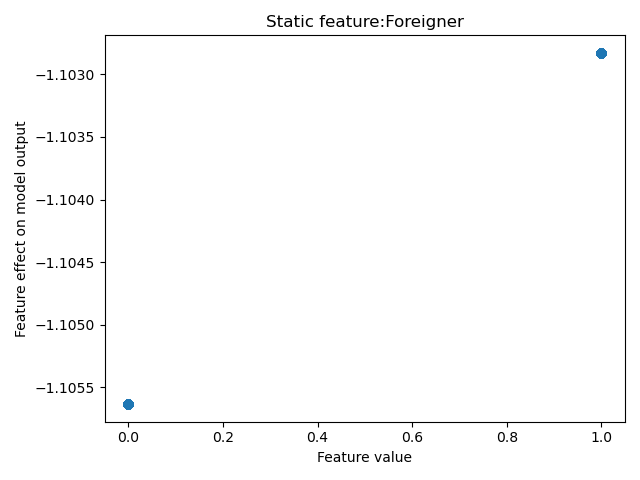 Static feature:Foreigner
Feature effect on model output
−1.1030
−1.1035
−1.1040
−1.1045
−1.1050
−1.1055
0.0 0.2 0.4 0.6 0.8 1.0
Feature value